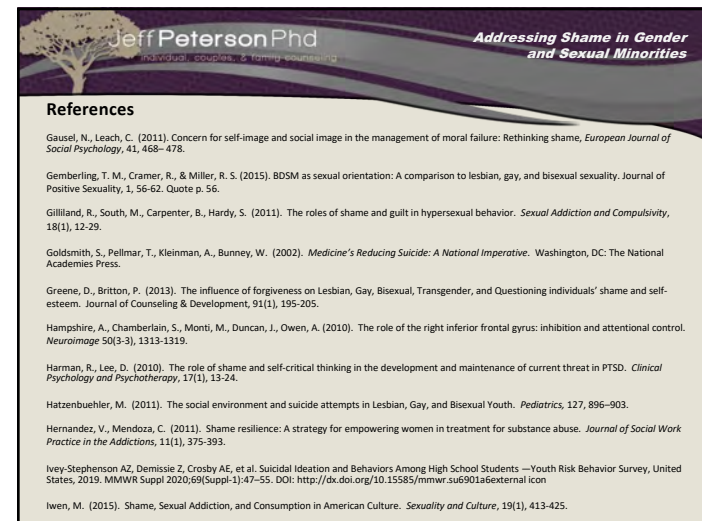 Jeff Peterson Phd
individual, couples, & family counseling
Addressing Shame in Gender
and Sexual Minorities
References
Gausel, N., Leach, C. (2011). Concern for self-image and social image in the management of moral failure: Rethinking shame, European Journal of
Social Psychology, 41, 468– 478.
Gemberling, T. M., Cramer, R., & Miller, R. S. (2015). BDSM as sexual orientation: A comparison to lesbian, gay, and bisexual sexuality. Journal of
Positive Sexuality, 1, 56-62. Quote p. 56.
Gilliland, R., South, M., Carpenter, B., Hardy, S. (2011). The roles of shame and guilt in hypersexual behavior. Sexual Addiction and Compulsivity,
18(1), 12-29.
Goldsmith, S., Pellmar, T., Kleinman, A., Bunney, W. (2002). Medicine’s Reducing Suicide: A National Imperative. Washington, DC: The National
Academies Press.
Greene, D., Britton, P. (2013). The influence of forgiveness on Lesbian, Gay, Bisexual, Transgender, and Questioning individuals’ shame and self-
esteem. Journal of Counseling & Development, 91(1), 195-205.
Hampshire, A., Chamberlain, S., Monti, M., Duncan, J., Owen, A. (2010). The role of the right inferior frontal gyrus: inhibition and attentional control.
Neuroimage 50(3-3), 1313-1319.
Harman, R., Lee, D. (2010). The role of shame and self-critical thinking in the development and maintenance of current threat in PTSD. Clinical
Psychology and Psychotherapy, 17(1), 13-24.
Hatzenbuehler, M. (2011). The social environment and suicide attempts in Lesbian, Gay, and Bisexual Youth. Pediatrics, 127, 896–903.
Hernandez, V., Mendoza, C. (2011). Shame resilience: A strategy for empowering women in treatment for substance abuse. Journal of Social Work
Practice in the Addictions, 11(1), 375-393.
Ivey-Stephenson AZ, Demissie Z, Crosby AE, et al. Suicidal Ideation and Behaviors Among High School Students —Youth Risk Behavior Survey, United
States, 2019. MMWR Suppl 2020;69(Suppl-1):47–55. DOI: http://dx.doi.org/10.15585/mmwr.su6901a6external icon
Iwen, M. (2015). Shame, Sexual Addiction, and Consumption in American Culture. Sexuality and Culture, 19(1), 413-425.